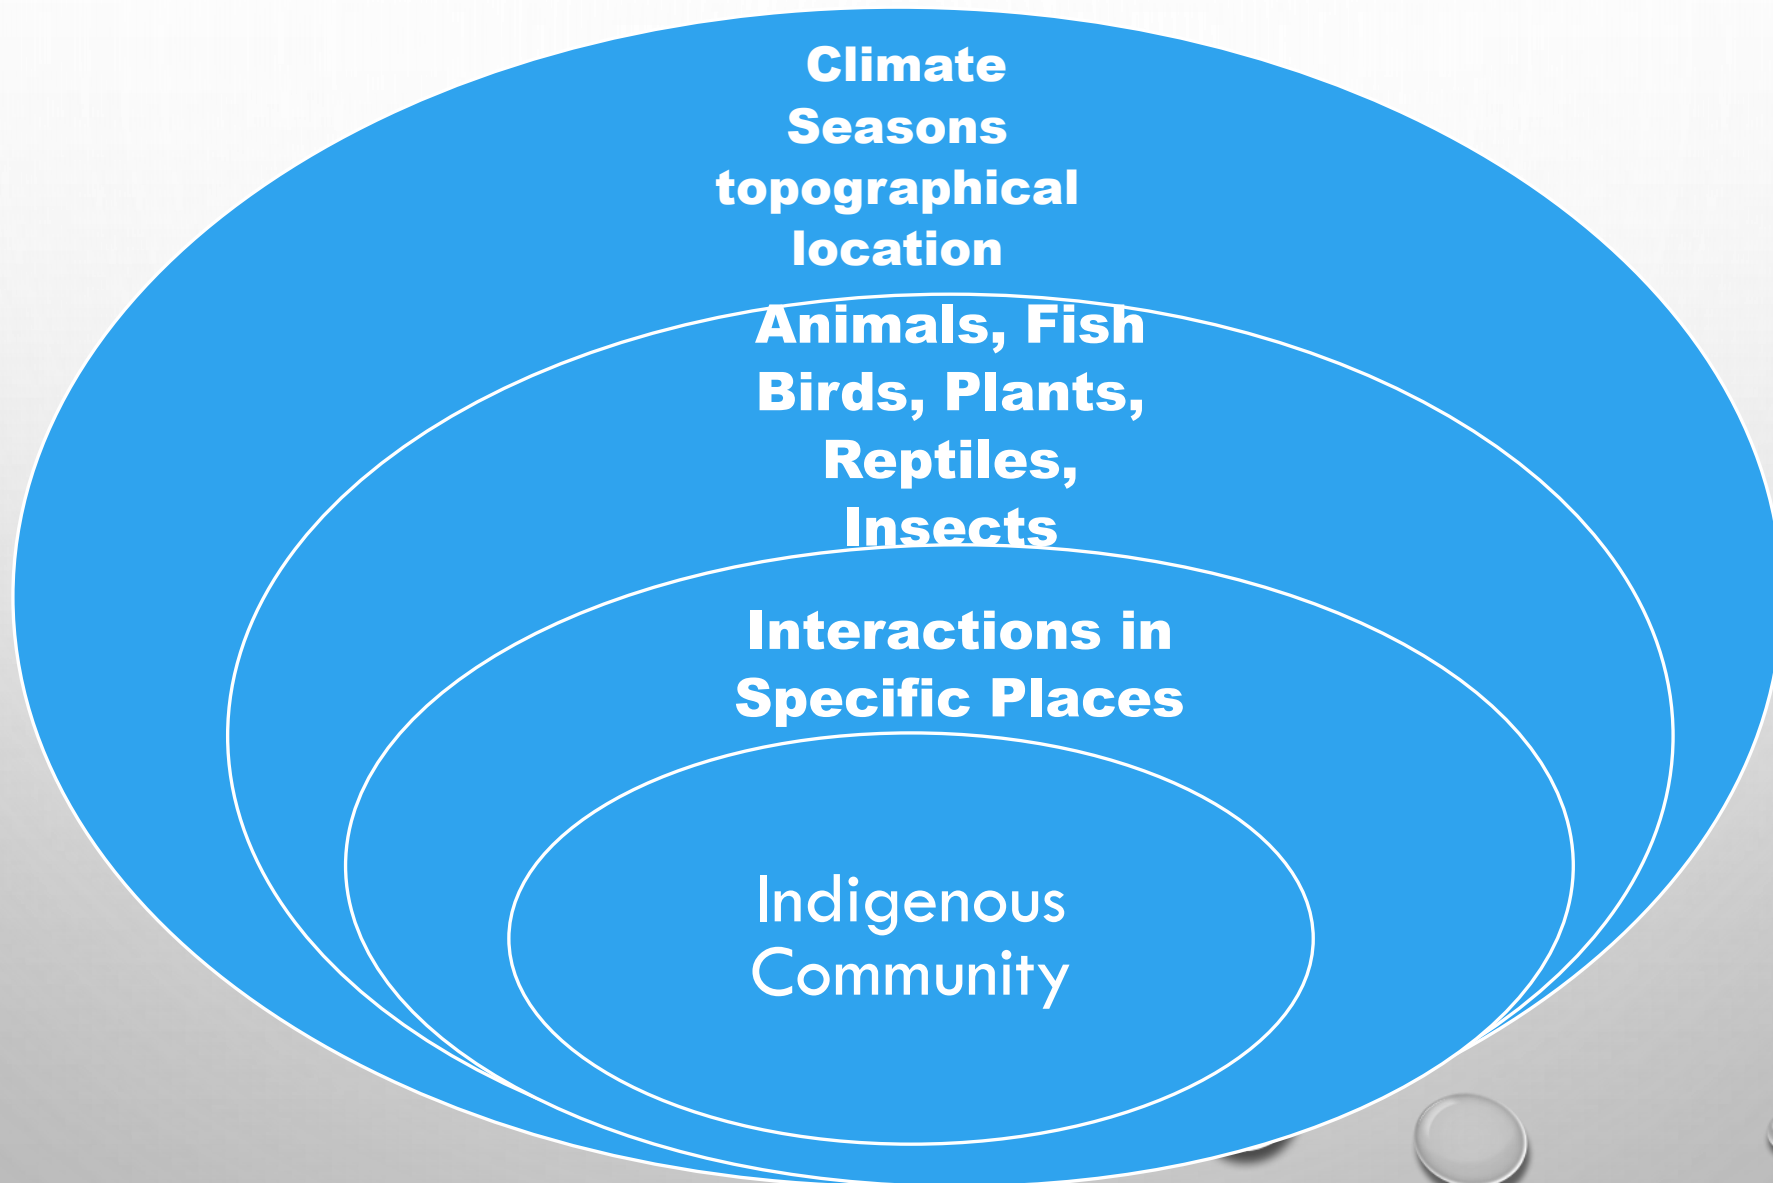 Climate
Seasons
topographical
location
Animals, Fish
Birds, Plants,
Reptiles,
Insects
Interactions in
Specific Places
Indigenous
Community